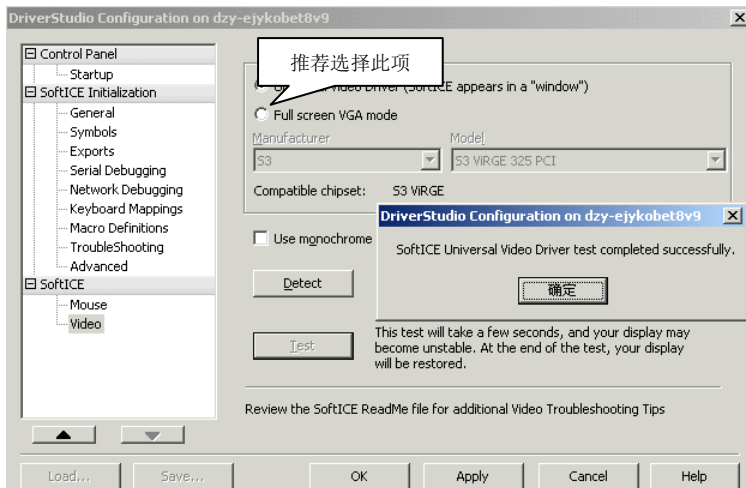 DriverStudio Configuration on dzy-ejykobet8v9
Control Panel
Startup
SoftICE Initialization
General
Symbols
Exports
Serial Debugging
Network Debugging
Keyboard Mappings
Macro Definitions
TroubleShooting
Advanced
SoftICE
Mouse
Video
推荐选择此项
Video Driver (SoftICE appears in a "window")
Full screen VGA mode
Manufacturer
Model
S3
S3 ViRGE 325 PCI
Compatible chipset: S3 ViRGE
Use monochrome
DriverStudio Configuration on dzy-ejykobet8v9
SoftICE Universal Video Driver test completed successfully.
确定
Detect
Test
This test will take a few seconds, and your display may
become unstable. At the end of the test, your display
will be restored.
Review the SoftICE ReadMe file for additional Video Troubleshooting Tips
Load...
Save...
OK
Apply
Cancel
Help